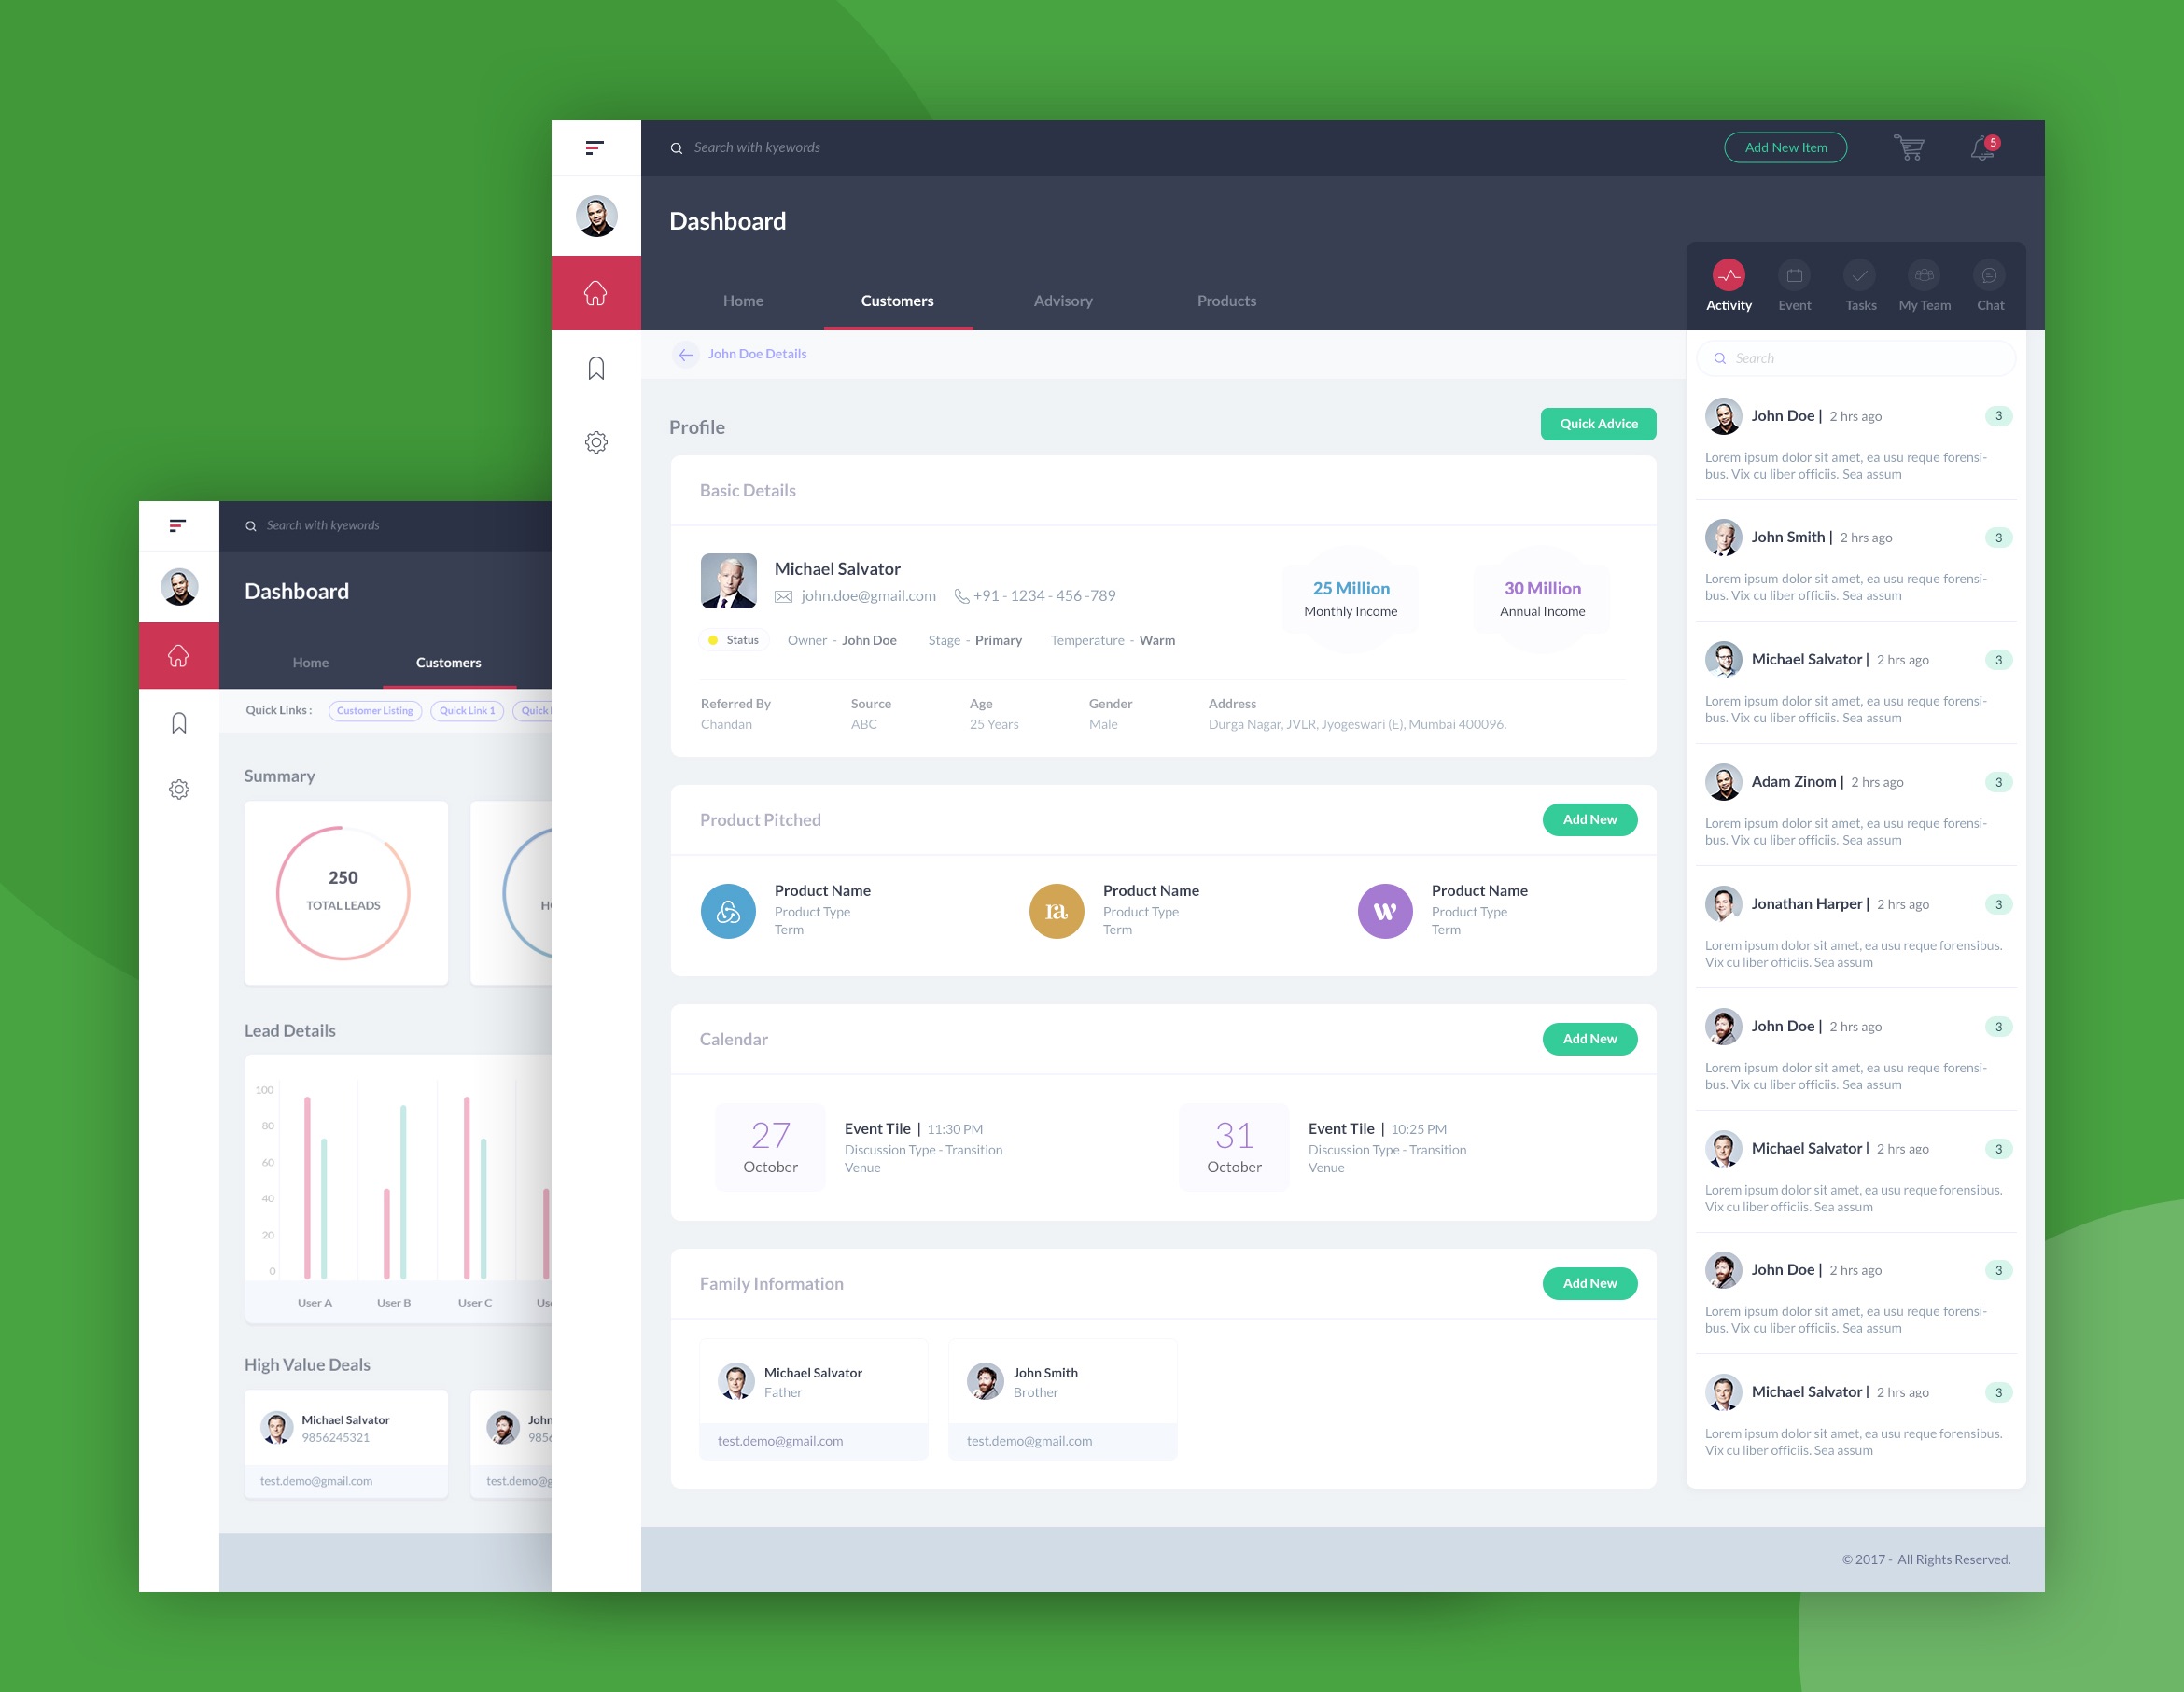 Search with kyewords
Add New Item
5
Dashboard
Home
Customers
Advisory
Products
Activity
Event
Tasks
My Team
Chat
John Doe Details
Search
Profile
Quick Advice
Basic Details
Michael Salvator
john.doe@gmail.com
+91 - 1234 - 456 -789
25 Million
Monthly Income
30 Million
Annual Income
Status
Owner - John Doe
Stage - Primary
Temperature - Warm
Referred By
Chandan
Source
ABC
Age
25 Years
Gender
Male
Address
Durga Nagar, JVLR, Jyogeswari (E), Mumbai 400096.
Product Pitched
Add New
Product Name
Product Type
Term
ra
Product Name
Product Type
Term
w
Product Name
Product Type
Term
Calendar
Add New
27
October
Event Tile | 11:30 PM
Discussion Type - Transition
Venue
31
October
Event Tile | 10:25 PM
Discussion Type - Transition
Venue
Family Information
Add New
Michael Salvator
Father
test.demo@gmail.com
John Smith
Brother
test.demo@gmail.com
John Doe | 2 hrs ago
3
Lorem ipsum dolor sit amet, ea usu reque forensi-
bus. Vix cu liber officiis. Sea assum
John Smith | 2 hrs ago
3
Lorem ipsum dolor sit amet, ea usu reque forensi-
bus. Vix cu liber officiis. Sea assum
Michael Salvator | 2 hrs ago
3
Lorem ipsum dolor sit amet, ea usu reque forensi-
bus. Vix cu liber officiis. Sea assum
Adam Zinom | 2 hrs ago
3
Lorem ipsum dolor sit amet, ea usu reque forensi-
bus. Vix cu liber officiis. Sea assum
Jonathan Harper | 2 hrs ago
3
Lorem ipsum dolor sit amet, ea usu reque forensibus.
Vix cu liber officiis. Sea assum
John Doe | 2 hrs ago
3
Lorem ipsum dolor sit amet, ea usu reque forensi-
bus. Vix cu liber officiis. Sea assum
Michael Salvator | 2 hrs ago
3
Lorem ipsum dolor sit amet, ea usu reque forensibus.
Vix cu liber officiis. Sea assum
John Doe | 2 hrs ago
3
Lorem ipsum dolor sit amet, ea usu reque forensi-
bus. Vix cu liber officiis. Sea assum
Michael Salvator | 2 hrs ago
3
Lorem ipsum dolor sit amet, ea usu reque forensibus.
Vix cu liber officiis. Sea assum
© 2017 - All Rights Reserved.
Search with kyewords
Dashboard
Home
Customers
Quick Links :
Customer Listing
Quick Link 1
Quick
Summary
250
TOTAL LEADS
Lead Details
100
80
60
40
20
0
User A
User B
User C
High Value Deals
Michael Salvator
9856245321
test.demo@gmail.com
John
985
test.demo@g